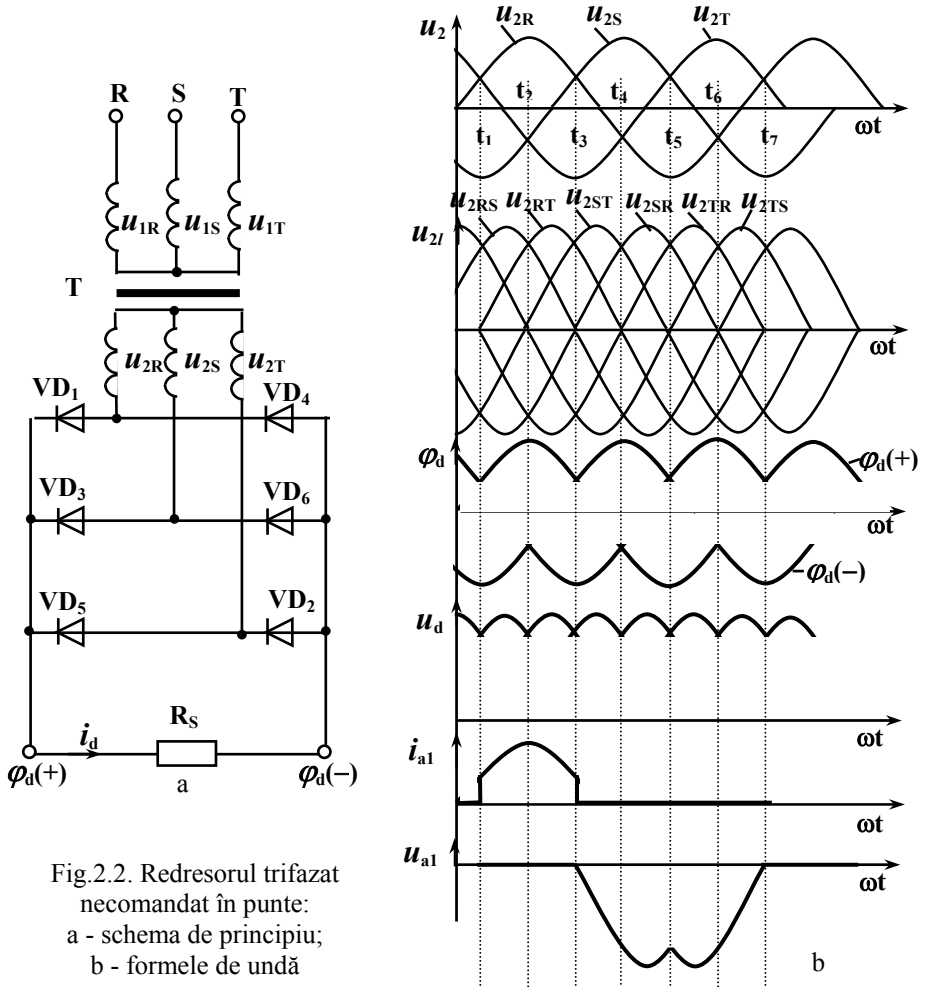 R S T
u1R u1S u1T
T
u2R u2S u2T
VD1 VD4
VD3 VD6
VD5 VD2
RS
id
φd(+) a φd(−)
Fig.2.2. Redresorul trifazat
necomandat în punte:
a - schema de principiu;
b - formele de undă
u2 u2R u2S u2T
t2 t4 t6
ωt
t1 t3 t5 t7
u2RS u2RT u2ST u2SR u2TR u2TS
u2l
ωt
φd φd(+)
ωt
φd(−)
ud
ωt
ia1
ωt
ua1
ωt
b